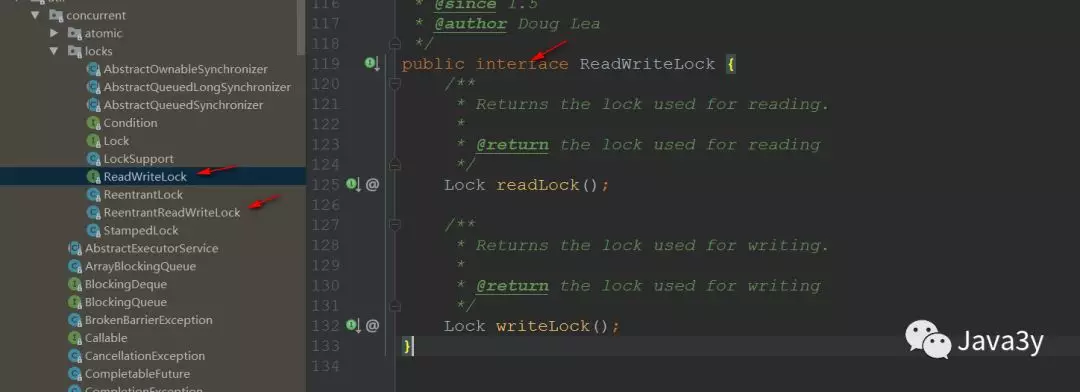 concurrent
atomic
locks
AbstractOwnableSynchronizer
AbstractQueuedLongSynchronizer
AbstractQueuedSynchronizer
Condition
Lock
LockSupport
ReadWriteLock
ReentrantLock
ReentrantReadWriteLock
StampedLock
AbstractExecutorService
ArrayBlockingQueue
BlockingDeque
BlockingQueue
BrokenBarrierException
Callable
CancellationException
CompletableFuture
CompletionException
116 * @since 1.5
117 * @author Doug Lea
118 */
119 public interface ReadWriteLock {
120 /**
121 * Returns the lock used for reading.
122 *
123 * @return the lock used for reading
124 */
125 @ Lock readLock();
126
127 /**
128 * Returns the lock used for writing.
129 *
130 * @return the lock used for writing
131 */
132 @ Lock writeLock();
133 }
134
Java3y